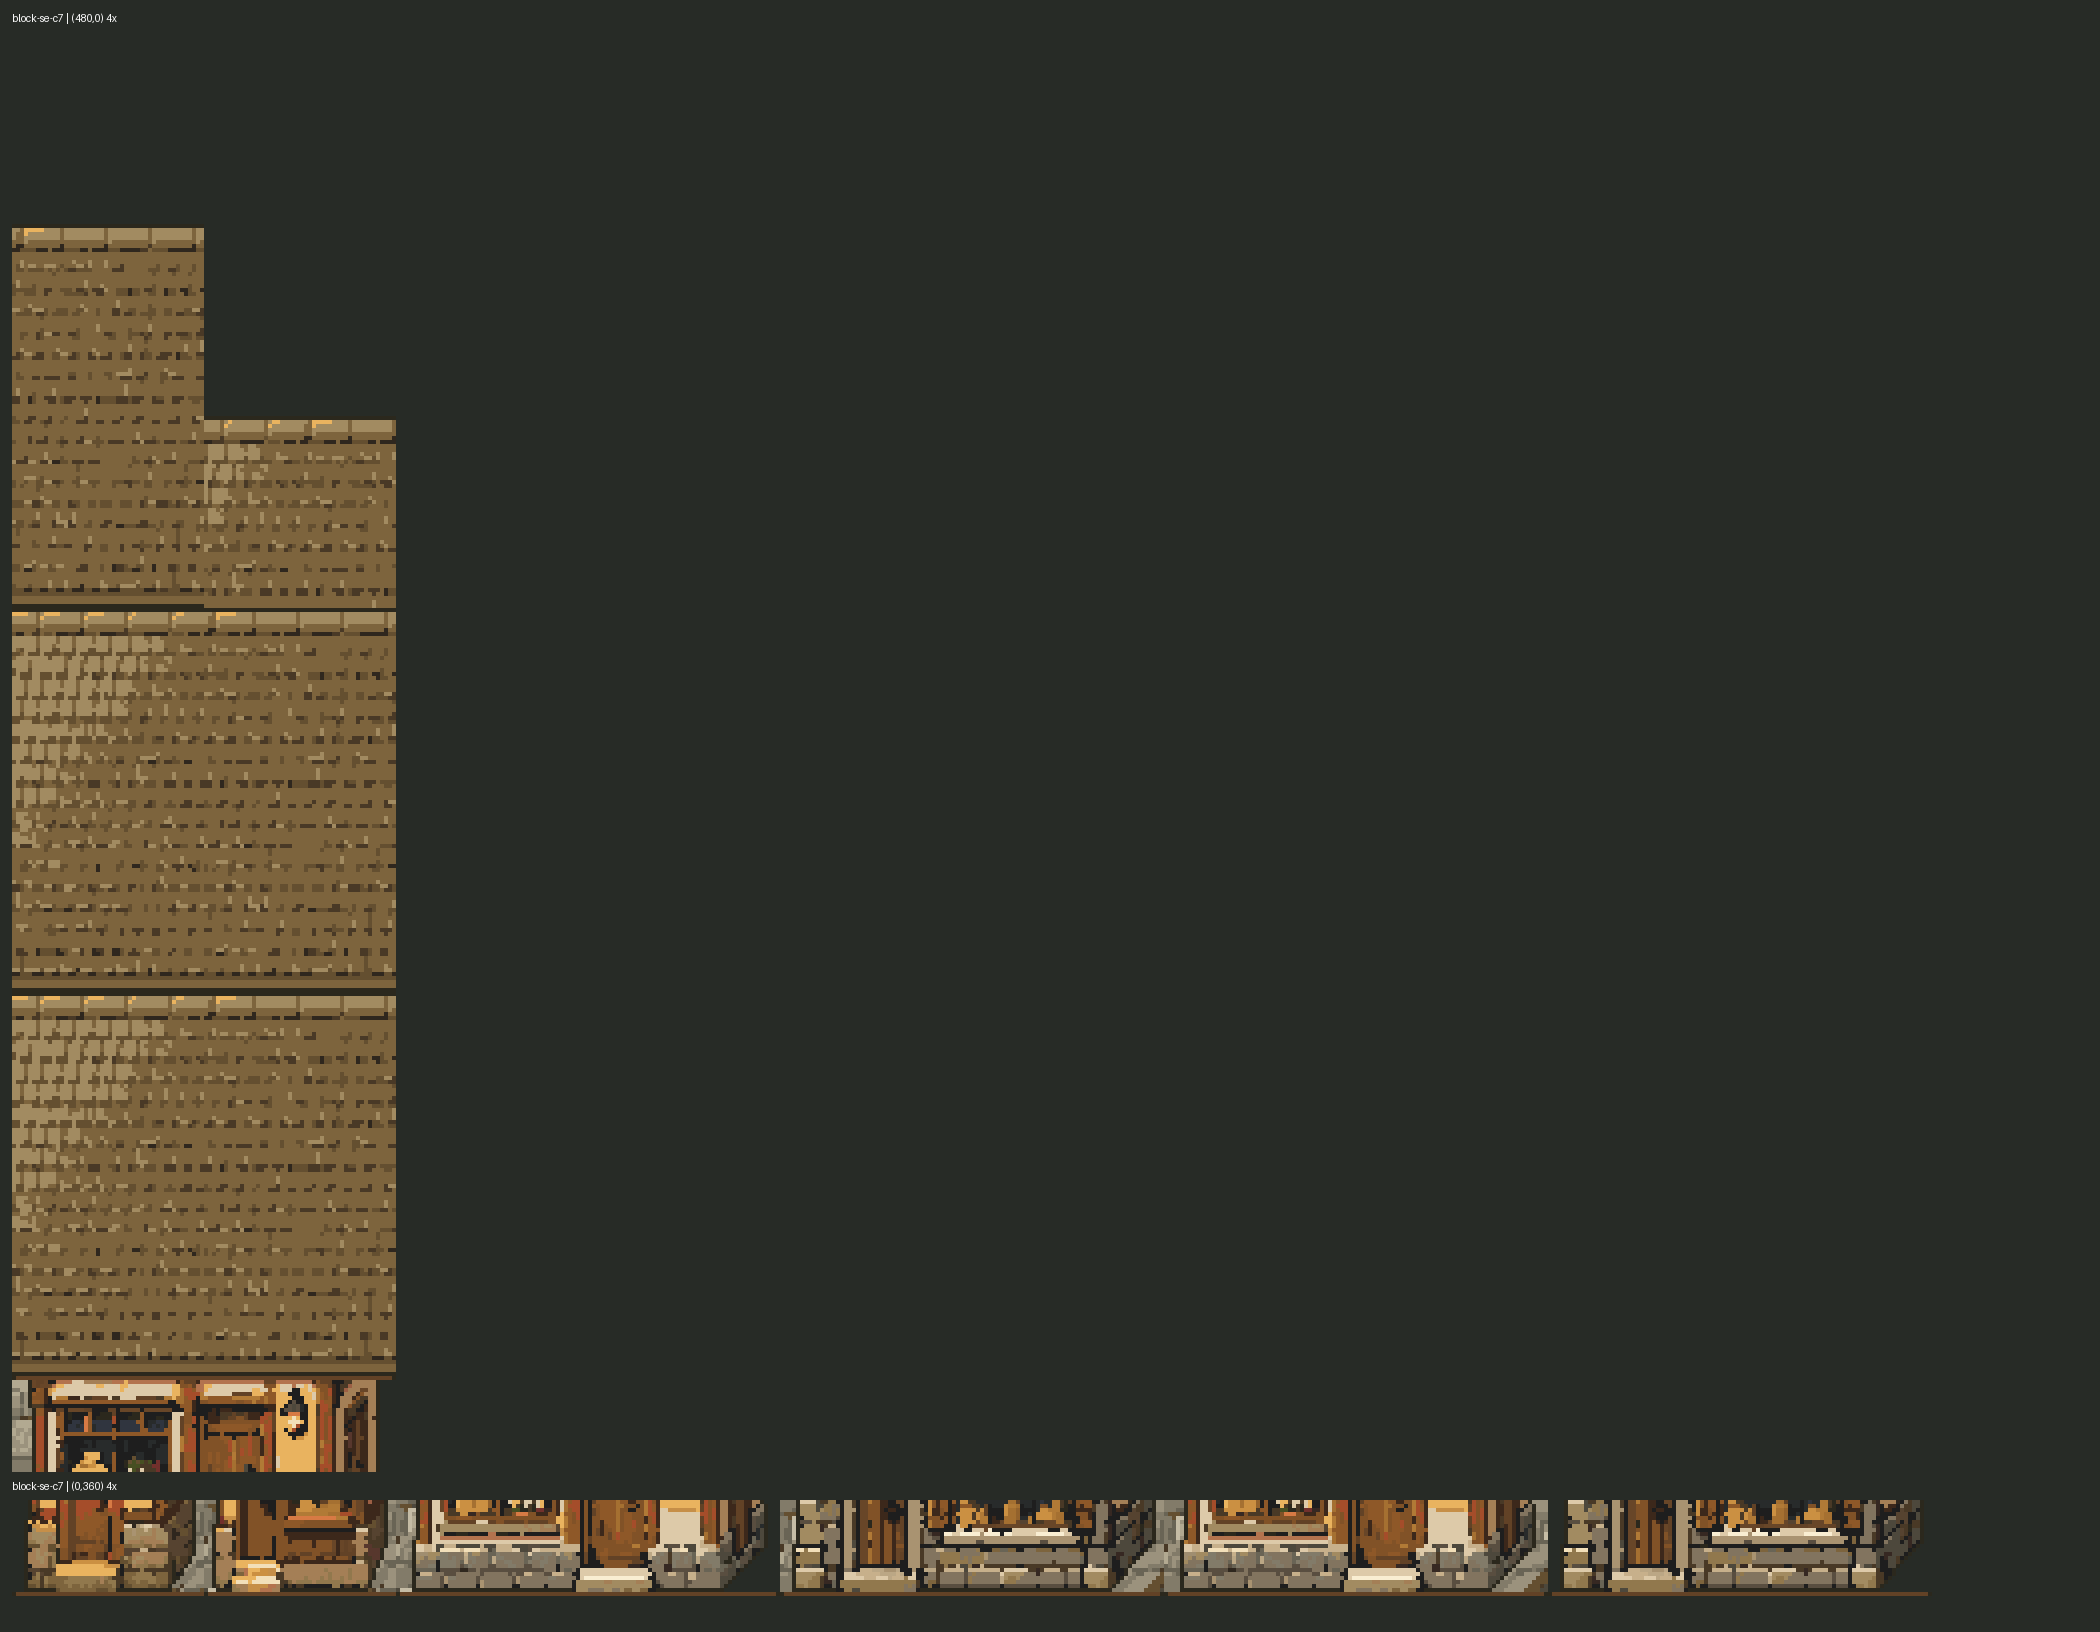 block-se-c7 | (480,0) 4x
block-se-c7 | (0,360) 4x